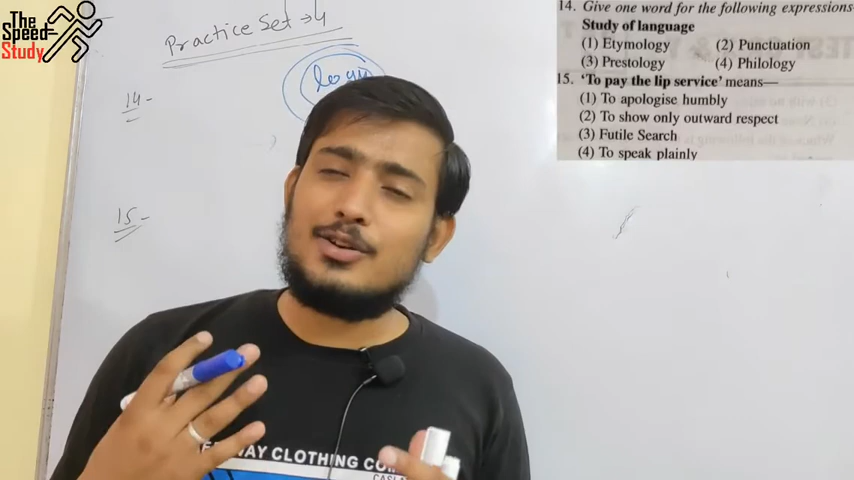 The
Speed-
Study
Practice Set → 4
14-
15-
14. Give one word for the following expressions-
Study of language
(1) Etymology (2) Punctuation
(3) Prestology (4) Philology
15. 'To pay the lip service' means—
(1) To apologise humbly
(2) To show only outward respect
(3) Futile Search
(4) To speak plainly
WAY CLOTHING CO